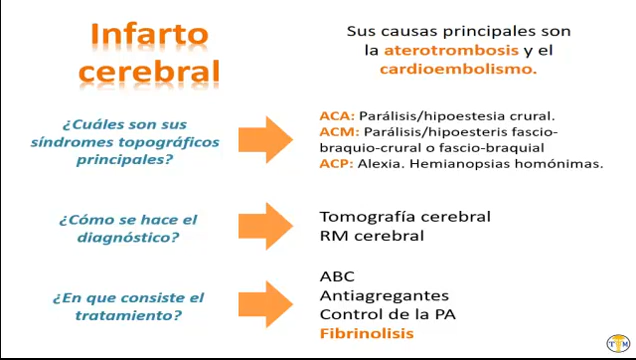 Infarto
cerebral
Sus causas principales son
la aterotrombosis y el
cardioembolismo.
¿Cuáles son sus
síndromes topográficos
principales?
ACA: Parálisis/hipoestesia crural.
ACM: Parálisis/hipoesteris fascio-
braquio-crural o fascio-braquial
ACP: Alexia. Hemianopsias homónimas.
¿Cómo se hace el
diagnóstico?
Tomografía cerebral
RM cerebral
¿En que consiste el
tratamiento?
ABC
Antiagregantes
Control de la PA
Fibrinolisis
TM